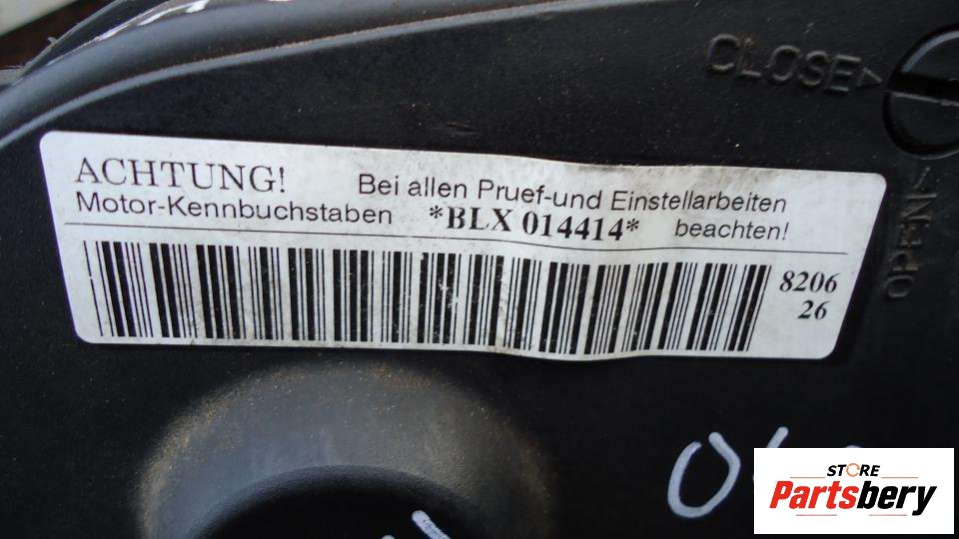 CLOSE
OPEN
ACHTUNG! Bei allen Pruef-und Einstellarbeiten
Motor-Kennbuchstaben *BLX 014414* beachten!
8206
26
STORE
Partsbery